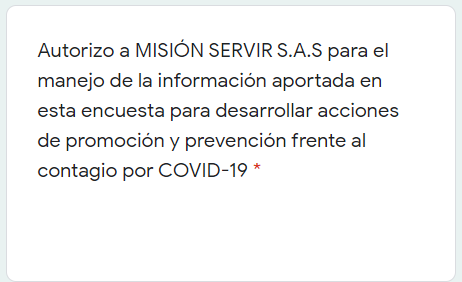 Autorizo a MISIÓN SERVIR S.A.S para el
manejo de la información aportada en
esta encuesta para desarrollar acciones
de promoción y prevención frente al
contagio por COVID-19 *